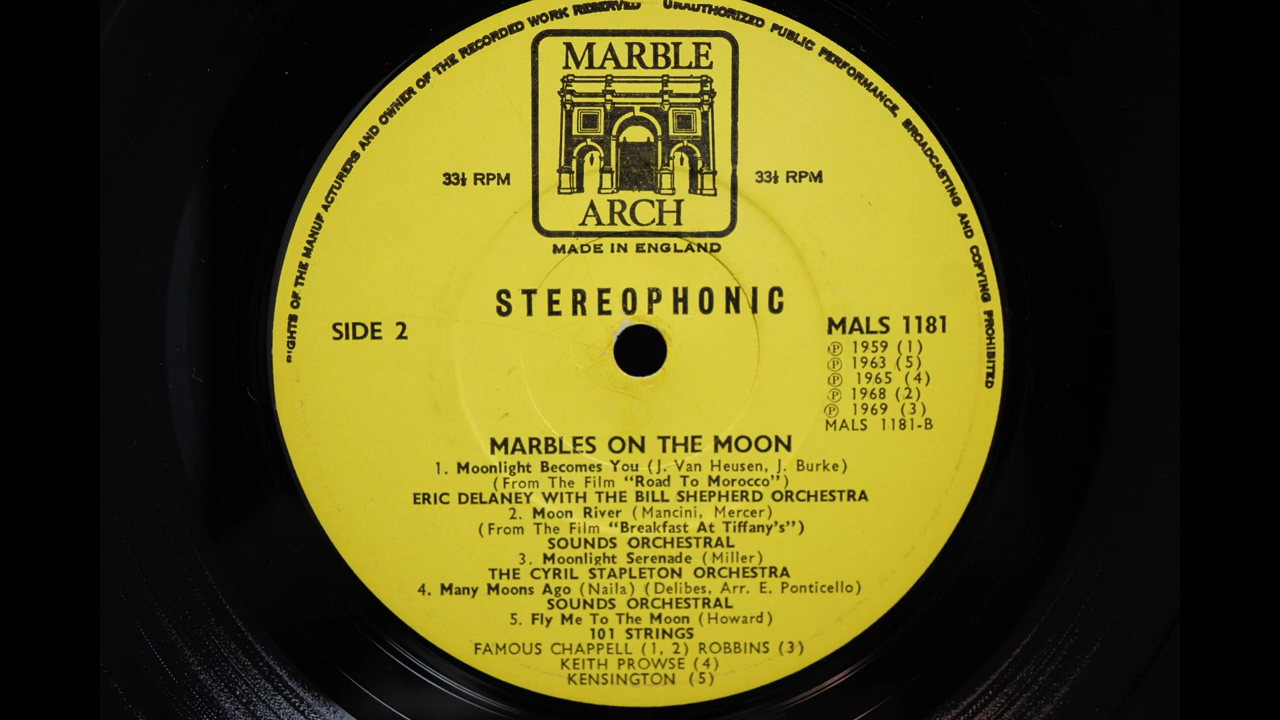 RIGHTS OF THE MANUFACTURERS AND OWNER OF THE RECORDED WORK RESERVED UNAUTHORIZED PUBLIC PERFORMANCE, BROADCASTING AND COPYING PROHIBITED
MARBLE
ARCH
33⅓ RPM 33⅓ RPM
MADE IN ENGLAND
STEREOPHONIC
SIDE 2
MALS 1181
℗ 1959 (1)
℗ 1963 (5)
℗ 1965 (4)
℗ 1968 (2)
℗ 1969 (3)
MALS 1181-B
MARBLES ON THE MOON
1. Moonlight Becomes You (J. Van Heusen, J. Burke)
(From The Film "Road To Morocco")
ERIC DELANEY WITH THE BILL SHEPHERD ORCHESTRA
2. Moon River (Mancini, Mercer)
(From The Film "Breakfast At Tiffany's")
SOUNDS ORCHESTRAL
3. Moonlight Serenade (Miller)
THE CYRIL STAPLETON ORCHESTRA
4. Many Moons Ago (Naila) (Delibes, Arr. E. Ponticello)
SOUNDS ORCHESTRAL
5. Fly Me To The Moon (Howard)
101 STRINGS
FAMOUS CHAPPELL (1, 2) ROBBINS (3)
KEITH PROWSE (4)
KENSINGTON (5)